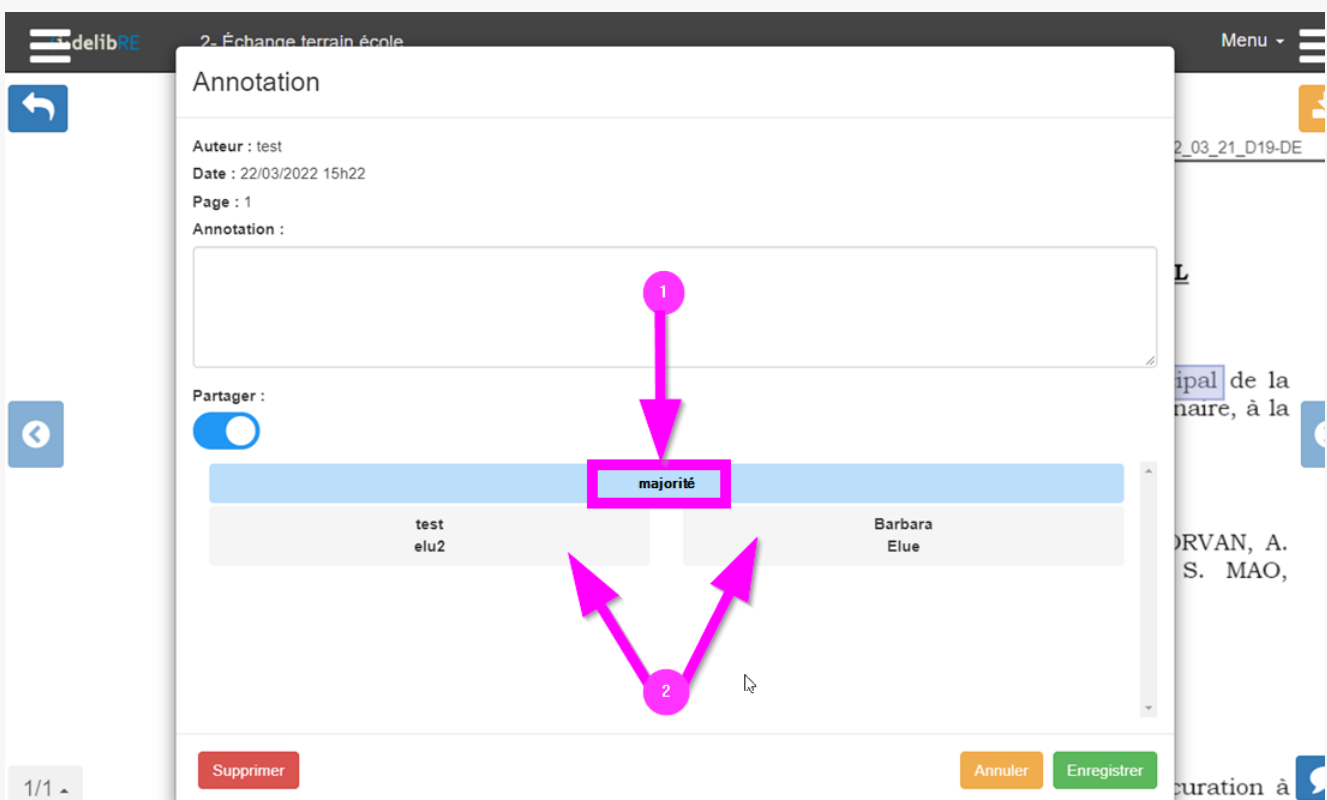 idelibRE
2- Échange terrain école
Menu
Annotation
Auteur : test
2_03_21_D19-DE
Date : 22/03/2022 15h22
Page : 1
Annotation :
L
1
ipal de la
Partager :
naire, à la
majorité
test
Barbara
elu2
Elue
ORVAN, A.
S. MAO,
2
Supprimer
Annuler
Enregistrer
1/1
curation à